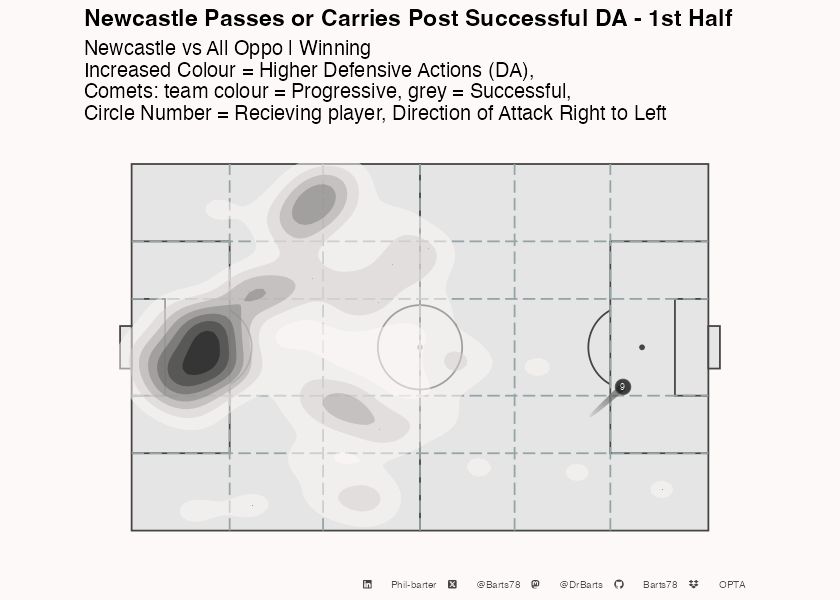 Newcastle Passes or Carries Post Successful DA - 1st Half
Newcastle vs All Oppo | Winning
Increased Colour = Higher Defensive Actions (DA),
Comets: team colour = Progressive, grey = Successful,
Circle Number = Recieving player, Direction of Attack Right to Left
9
Phil-barter @Barts78 @DrBarts Barts78 OPTA